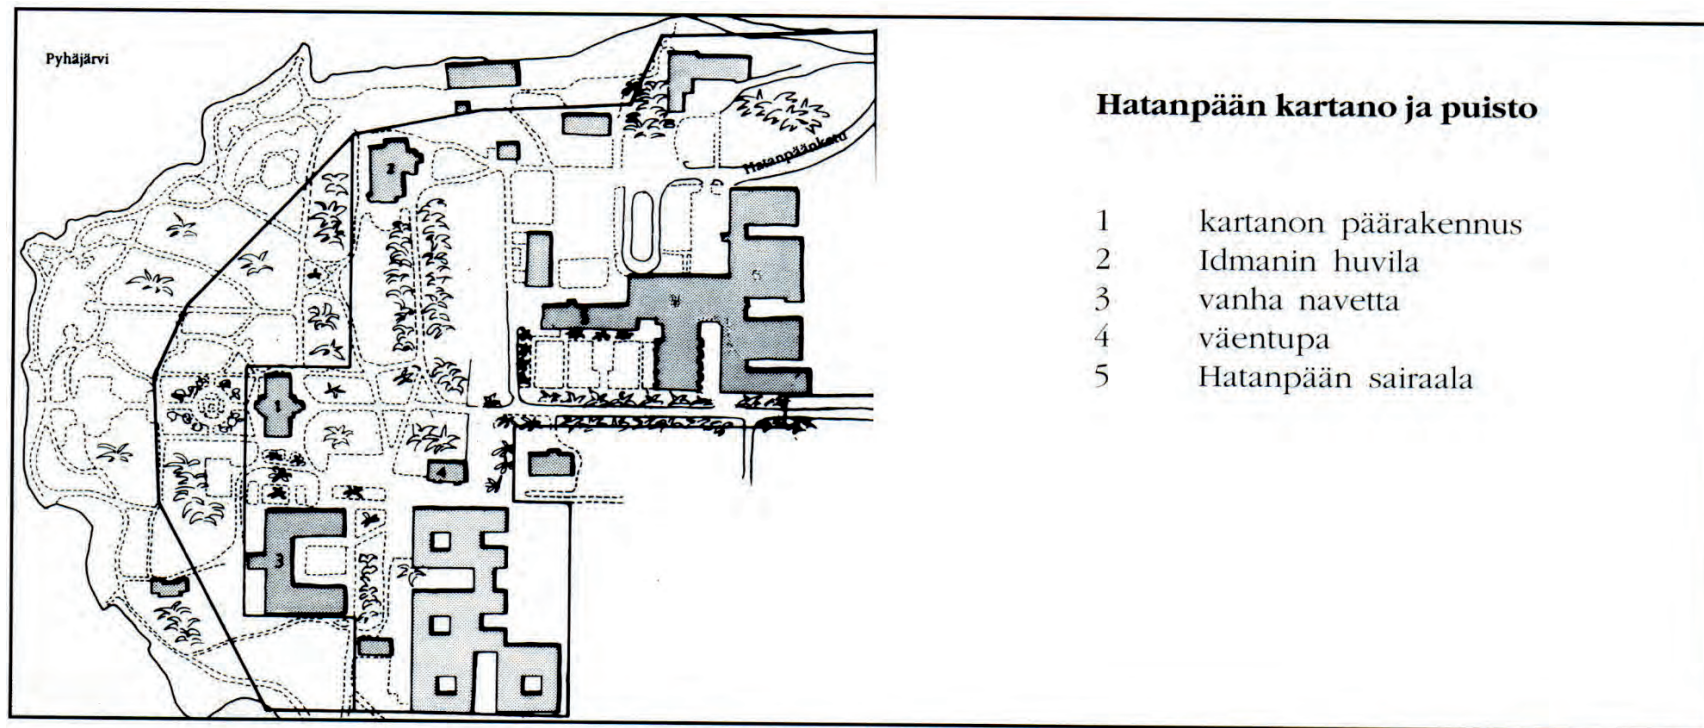 Pyhäjärvi
Hatanpäänkatu
2
5
1
4
3
Hatanpään kartano ja puisto
1 kartanon päärakennus
2 Idmanin huvila
3 vanha navetta
4 väentupa
5 Hatanpään sairaala